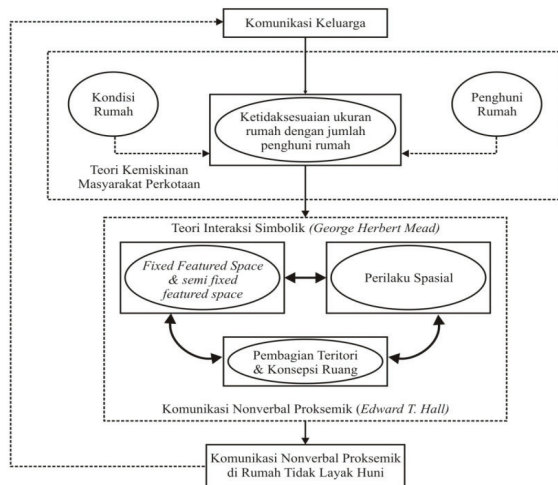 Komunikasi Keluarga
Kondisi
Rumah
Ketidaksesuaian ukuran
rumah dengan jumlah
penghuni rumah
Penghuni
Rumah
Teori Kemiskinan
Masyarakat Perkotaan
Teori Interaksi Simbolik (George Herbert Mead)
Fixed Featured Space
& semi fixed
featured space
Perilaku Spasial
Pembagian Teritori
& Konsepsi Ruang
Komunikasi Nonverbal Proksemik (Edward T. Hall)
Komunikasi Nonverbal Proksemik
di Rumah Tidak Layak Huni